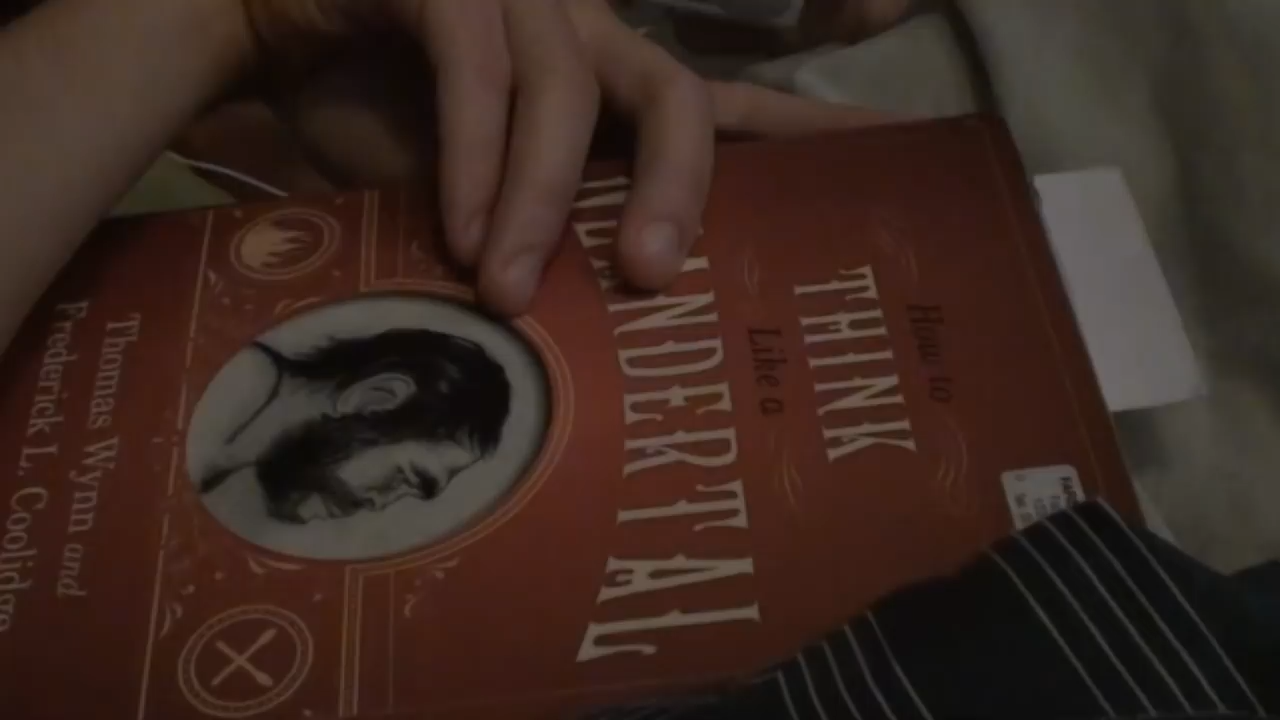 How to
THINK
Like a
NEANDERTAL
Thomas Wynn and
Frederick L. Coolidge